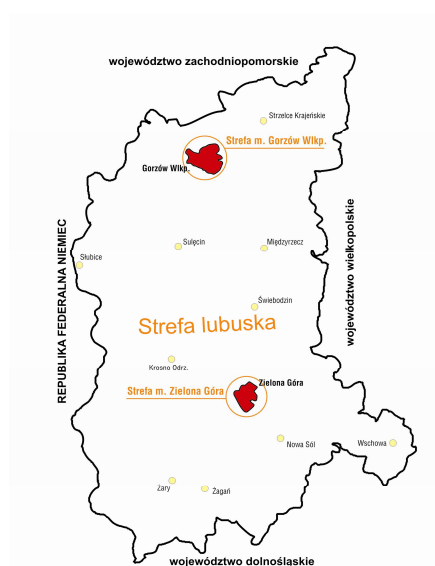 województwo zachodniopomorskie
Strzelce Krajeńskie
Strefa m. Gorzów Wlkp.
Gorzów Wlkp.
województwo wielkopolskie
REPUBLIKA FEDERALNA NIEMIEC
Sulęcin
Międzyrzecz
Słubice
Świebodzin
Strefa lubuska
Krosno Odrz.
Zielona Góra
Strefa m. Zielona Góra
Nowa Sól
Wschowa
Żary
Żagań
województwo dolnośląskie